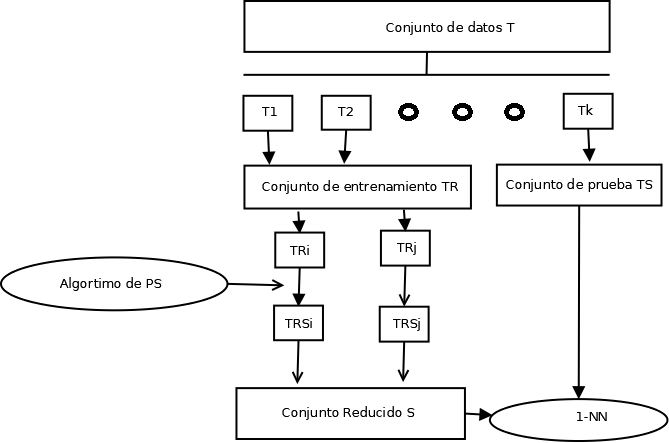 Conjunto de datos T
T1
T2
Tk
Conjunto de entrenamiento TR
Conjunto de prueba TS
TRi
TRj
Algortimo de PS
TRSi
TRSj
Conjunto Reducido S
1-NN